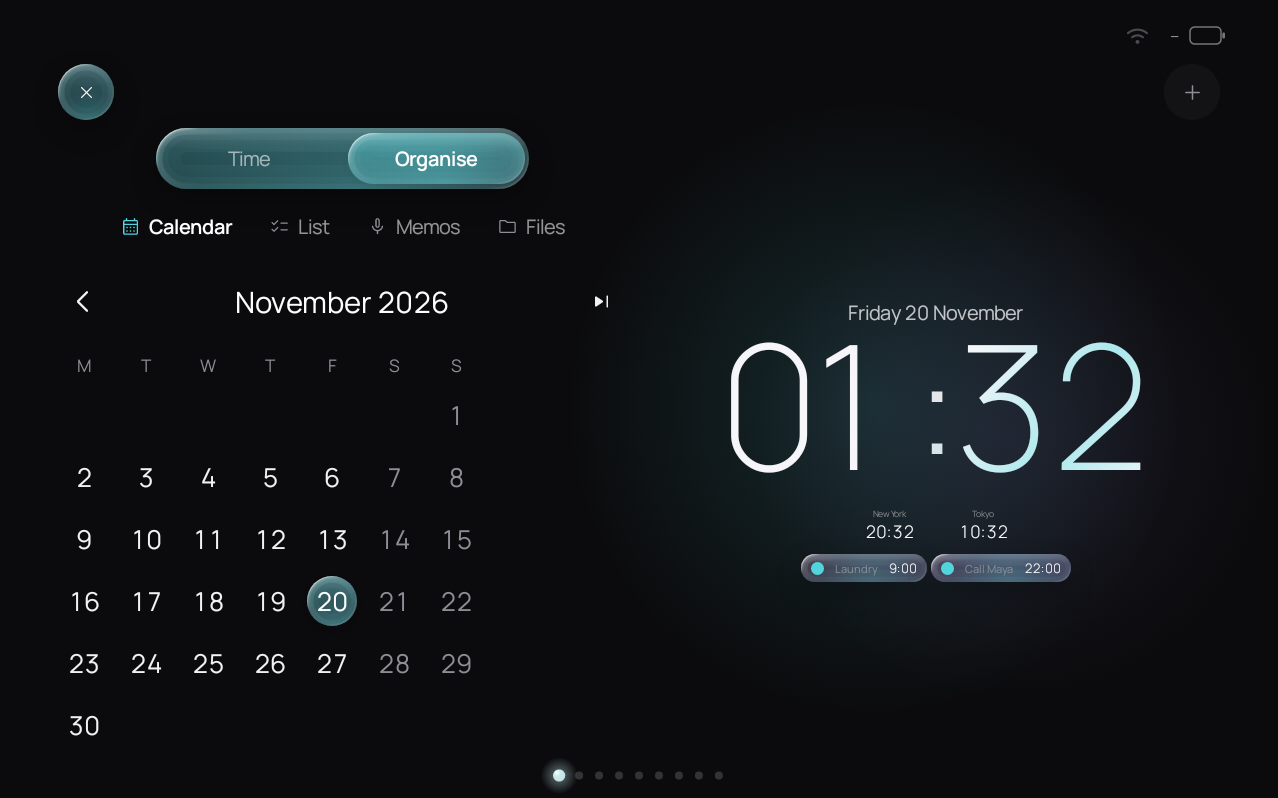 –
Time Organise
Calendar List Memos Files
November 2026
M T W T F S S
1
2 3 4 5 6 7 8
9 10 11 12 13 14 15
16 17 18 19 20 21 22
23 24 25 26 27 28 29
30
Friday 20 November
01:32
New York Tokyo
20:32 10:32
Laundry 9:00 Call Maya 22:00